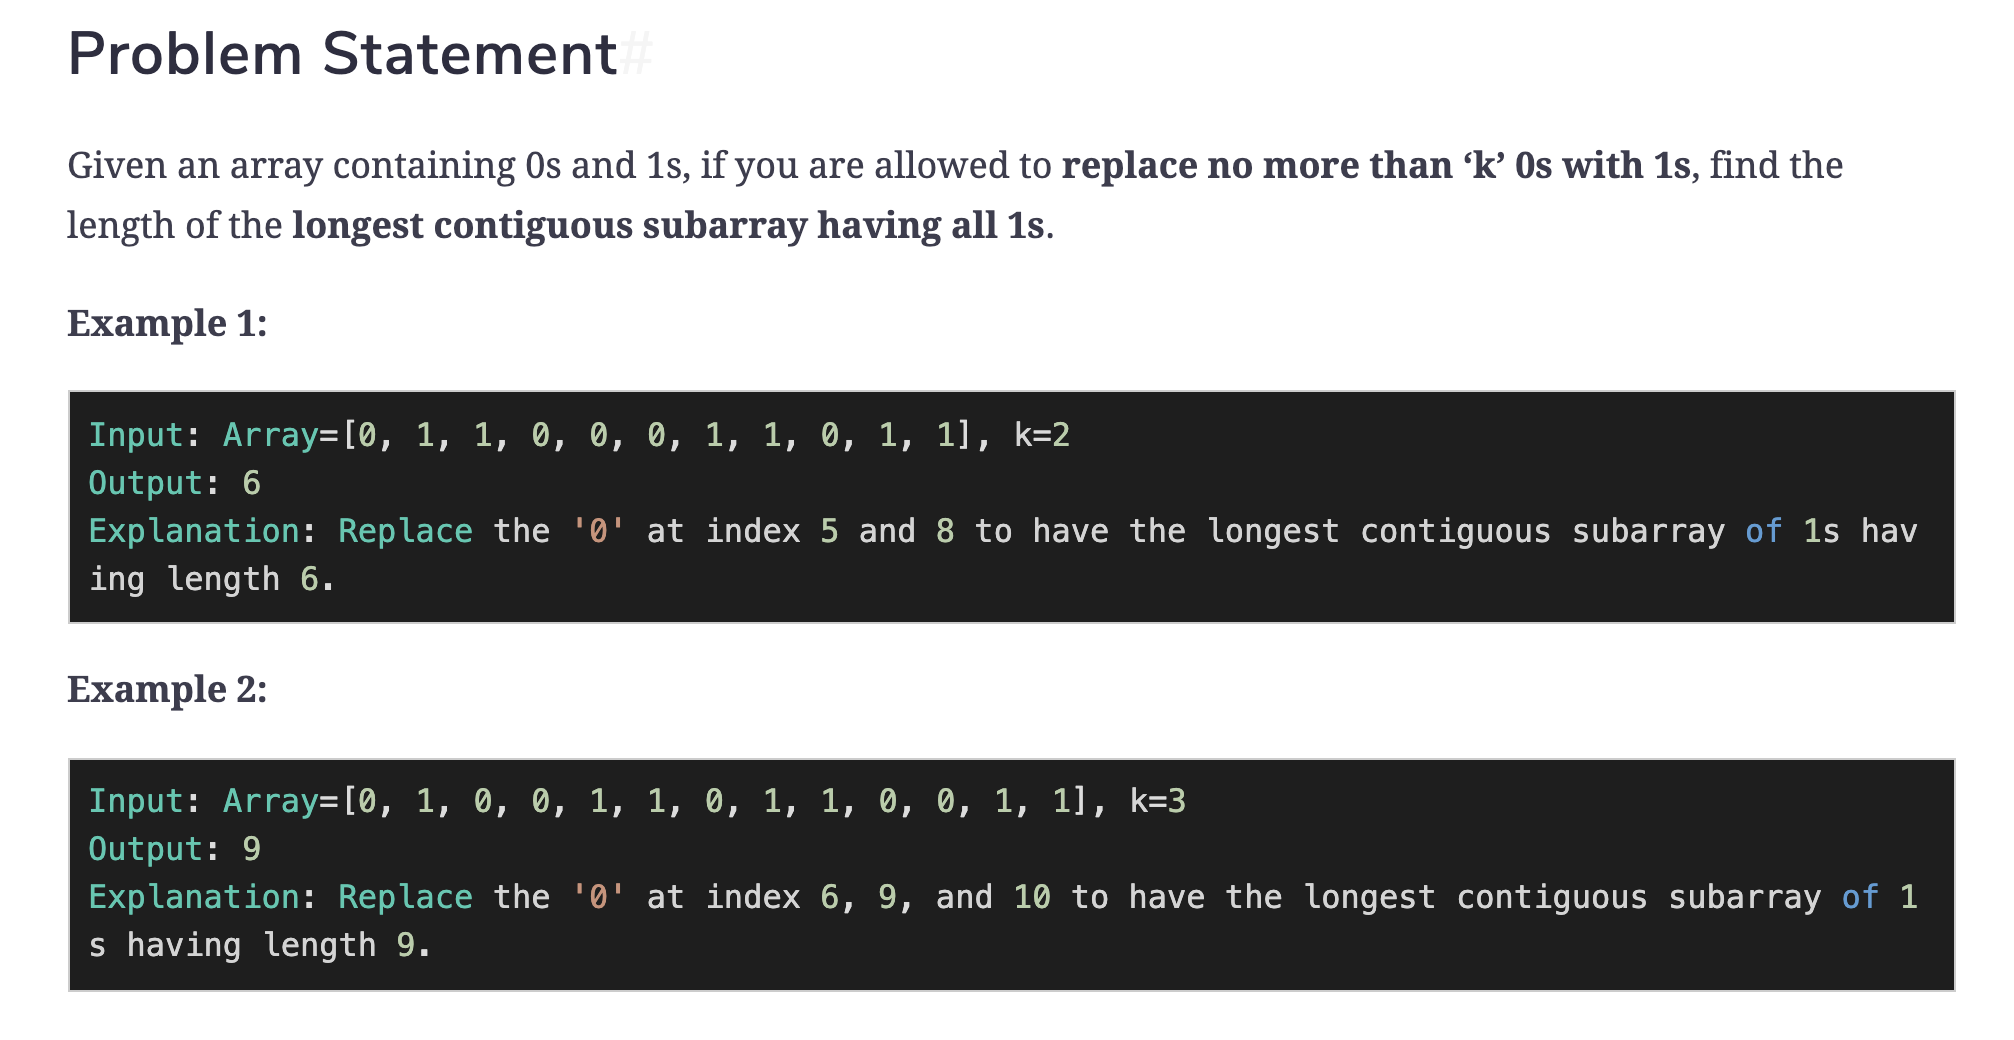 Problem Statement#
Given an array containing 0s and 1s, if you are allowed to replace no more than ‘k’ 0s with 1s, find the
length of the longest contiguous subarray having all 1s.
Example 1:
Input: Array=[0, 1, 1, 0, 0, 0, 1, 1, 0, 1, 1], k=2
Output: 6
Explanation: Replace the '0' at index 5 and 8 to have the longest contiguous subarray of 1s hav
ing length 6.
Example 2:
Input: Array=[0, 1, 0, 0, 1, 1, 0, 1, 1, 0, 0, 1, 1], k=3
Output: 9
Explanation: Replace the '0' at index 6, 9, and 10 to have the longest contiguous subarray of 1
s having length 9.